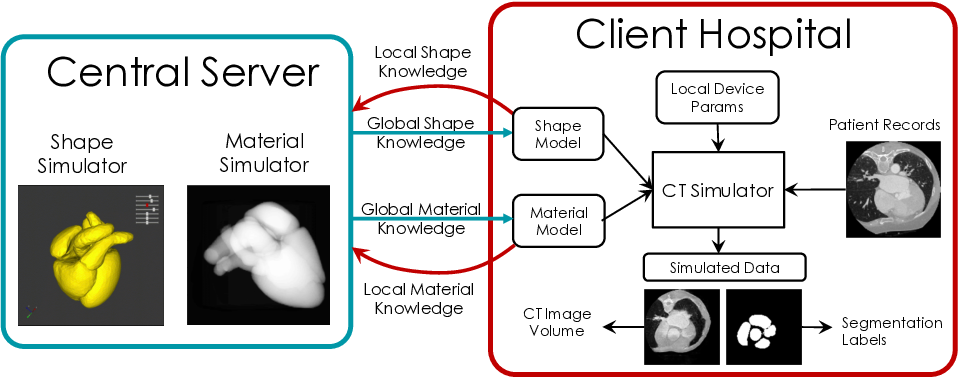 Central Server
Shape
Simulator
Material
Simulator
Local Shape
Knowledge
Global Shape
Knowledge
Global Material
Knowledge
Local Material
Knowledge
Client Hospital
Local Device
Params
Patient Records
Shape
Model
CT Simulator
Material
Model
Simulated Data
CT Image
Volume
Segmentation
Labels